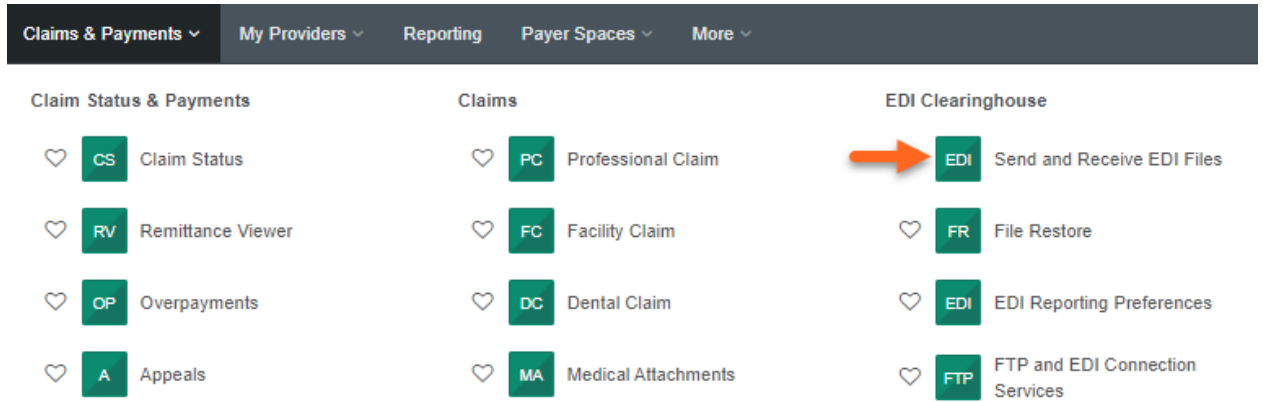 Claims & Payments My Providers Reporting Payer Spaces More
Claim Status & Payments
CS Claim Status
RV Remittance Viewer
OP Overpayments
A Appeals
Claims
PC Professional Claim
FC Facility Claim
DC Dental Claim
MA Medical Attachments
EDI Clearinghouse
EDI Send and Receive EDI Files
FR File Restore
EDI EDI Reporting Preferences
FTP FTP and EDI Connection
Services